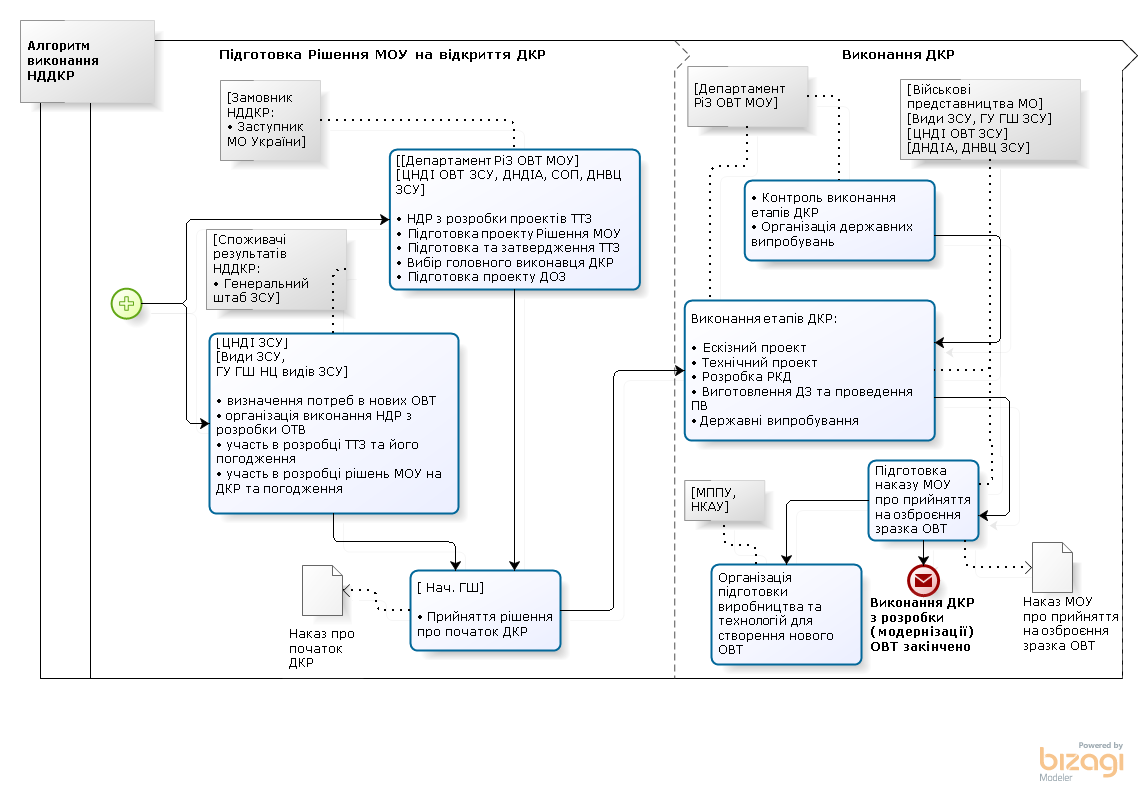 Алгоритм
виконання
НДДКР
Підготовка Рішення МОУ на відкриття ДКР
[Замовник
НДДКР:
• Заступник
МО України]
[[Департамент РіЗ ОВТ МОУ]
[ЦНДІ ОВТ ЗСУ, ДНДІА, СОП, ДНВЦ
ЗСУ]
• НДР з розробки проектів ТТЗ
• Підготовка проекту Рішення МОУ
• Підготовка та затвердження ТТЗ
• Вибір головного виконавця ДКР
• Підготовка проекту ДОЗ
[Споживачі
результатів
НДДКР:
• Генеральний
штаб ЗСУ]
[ЦНДІ ЗСУ]
[Види ЗСУ,
ГУ ГШ НЦ видів ЗСУ]
• визначення потреб в нових ОВТ
• організація виконання НДР з
розробки ОТВ
• участь в розробці ТТЗ та його
погодження
• участь в розробці рішень МОУ на
ДКР та погодження
[ Нач. ГШ]
• Прийняття рішення
про початок ДКР
Наказ про
початок
ДКР
Виконання ДКР
[Департамент
РіЗ ОВТ МОУ]
[Військові
представництва МО]
[Види ЗСУ, ГУ ГШ ЗСУ]
[ЦНДІ ОВТ ЗСУ]
[ДНДІА, ДНВЦ ЗСУ]
• Контроль виконання
етапів ДКР
• Організація державних
випробувань
Виконання етапів ДКР:
• Ескізний проект
• Технічний проект
• Розробка РКД
• Виготовлення ДЗ та проведення
ПВ
• Державні випробування
Підготовка
наказу МОУ
про прийняття
на озброєння
зразка ОВТ
[МППУ,
НКАУ]
Організація
підготовки
виробництва та
технологій для
створення нового
ОВТ
Виконання ДКР
з розробки
(модернізації)
ОВТ закінчено
Наказ МОУ
про прийняття
на озброєння
зразка ОВТ
Powered by
bizagi
Modeler